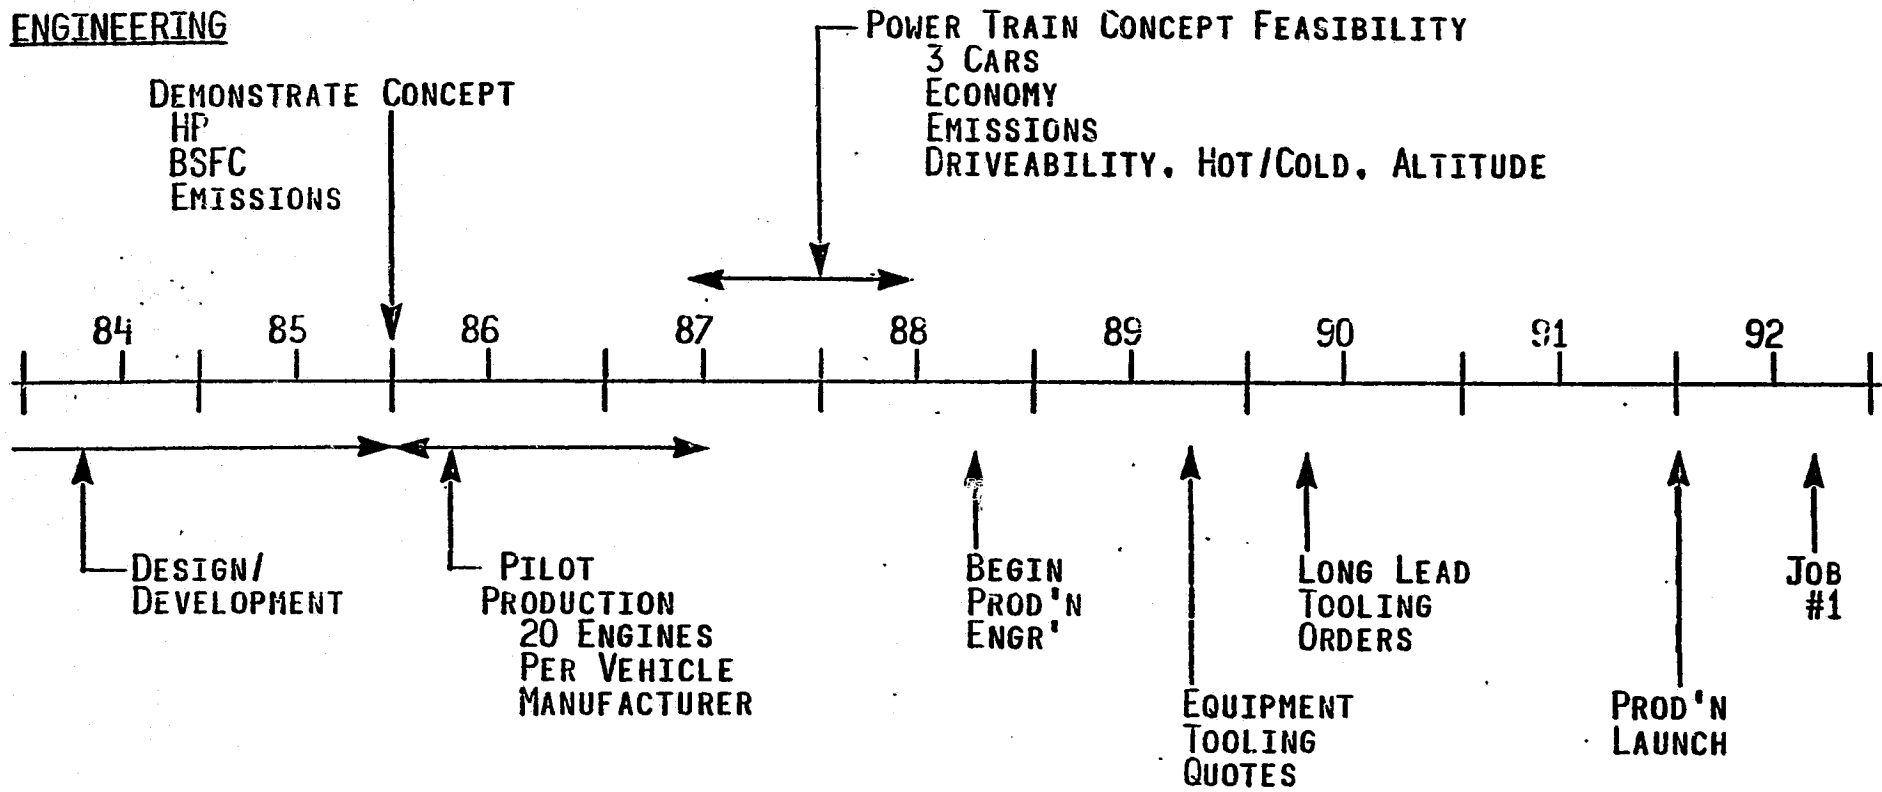 ENGINEERING
POWER TRAIN CONCEPT FEASIBILITY
3 CARS
ECONOMY
EMISSIONS
DRIVEABILITY, HOT/COLD, ALTITUDE
DEMONSTRATE CONCEPT
HP
BSFC
EMISSIONS
84 85 86 87 88 89 90 91 92
DESIGN/
DEVELOPMENT
PILOT
PRODUCTION
20 ENGINES
PER VEHICLE
MANUFACTURER
BEGIN
PROD'N
ENGR'
EQUIPMENT
TOOLING
QUOTES
LONG LEAD
TOOLING
ORDERS
PROD'N
LAUNCH
JOB
#1